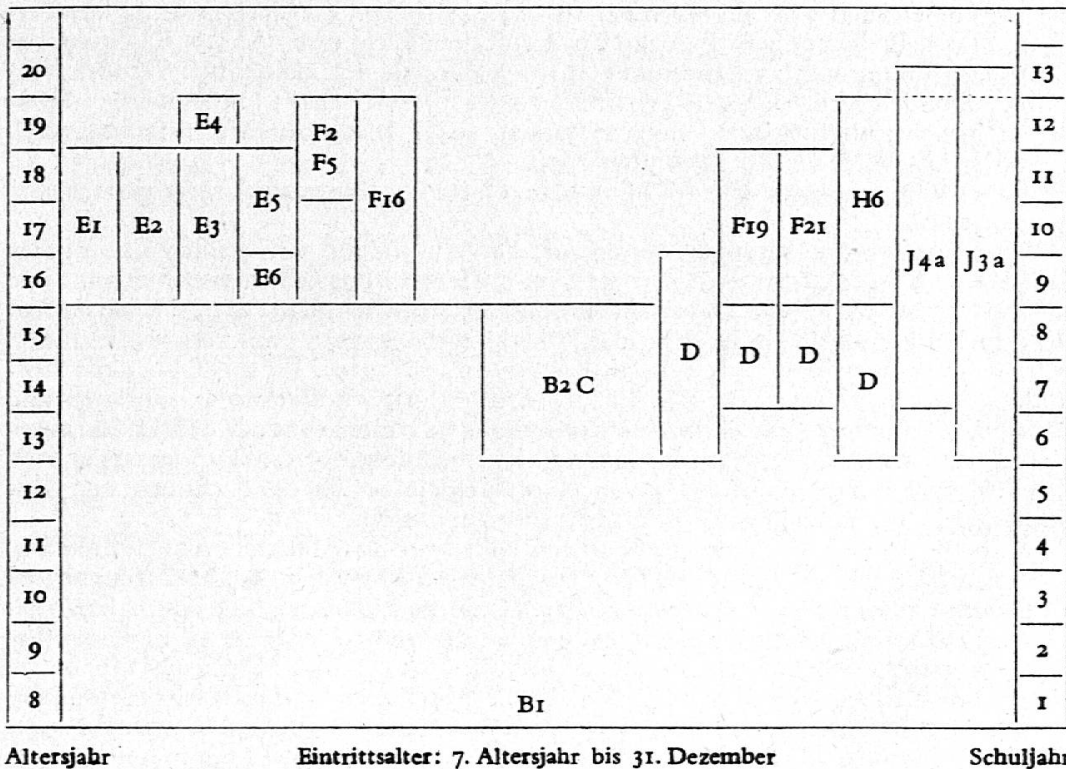 20 13
19 E4 F2 12
18 F5 11
17 E1 E2 E3 E5 F16 F19 F21 H6 10
16 E6 J4a J3a 9
15 D D D 8
14 B2 C D 7
13 6
12 5
11 4
10 3
9 2
8 B1 1
Altersjahr Eintrittsalter: 7. Altersjahr bis 31. Dezember Schuljahr